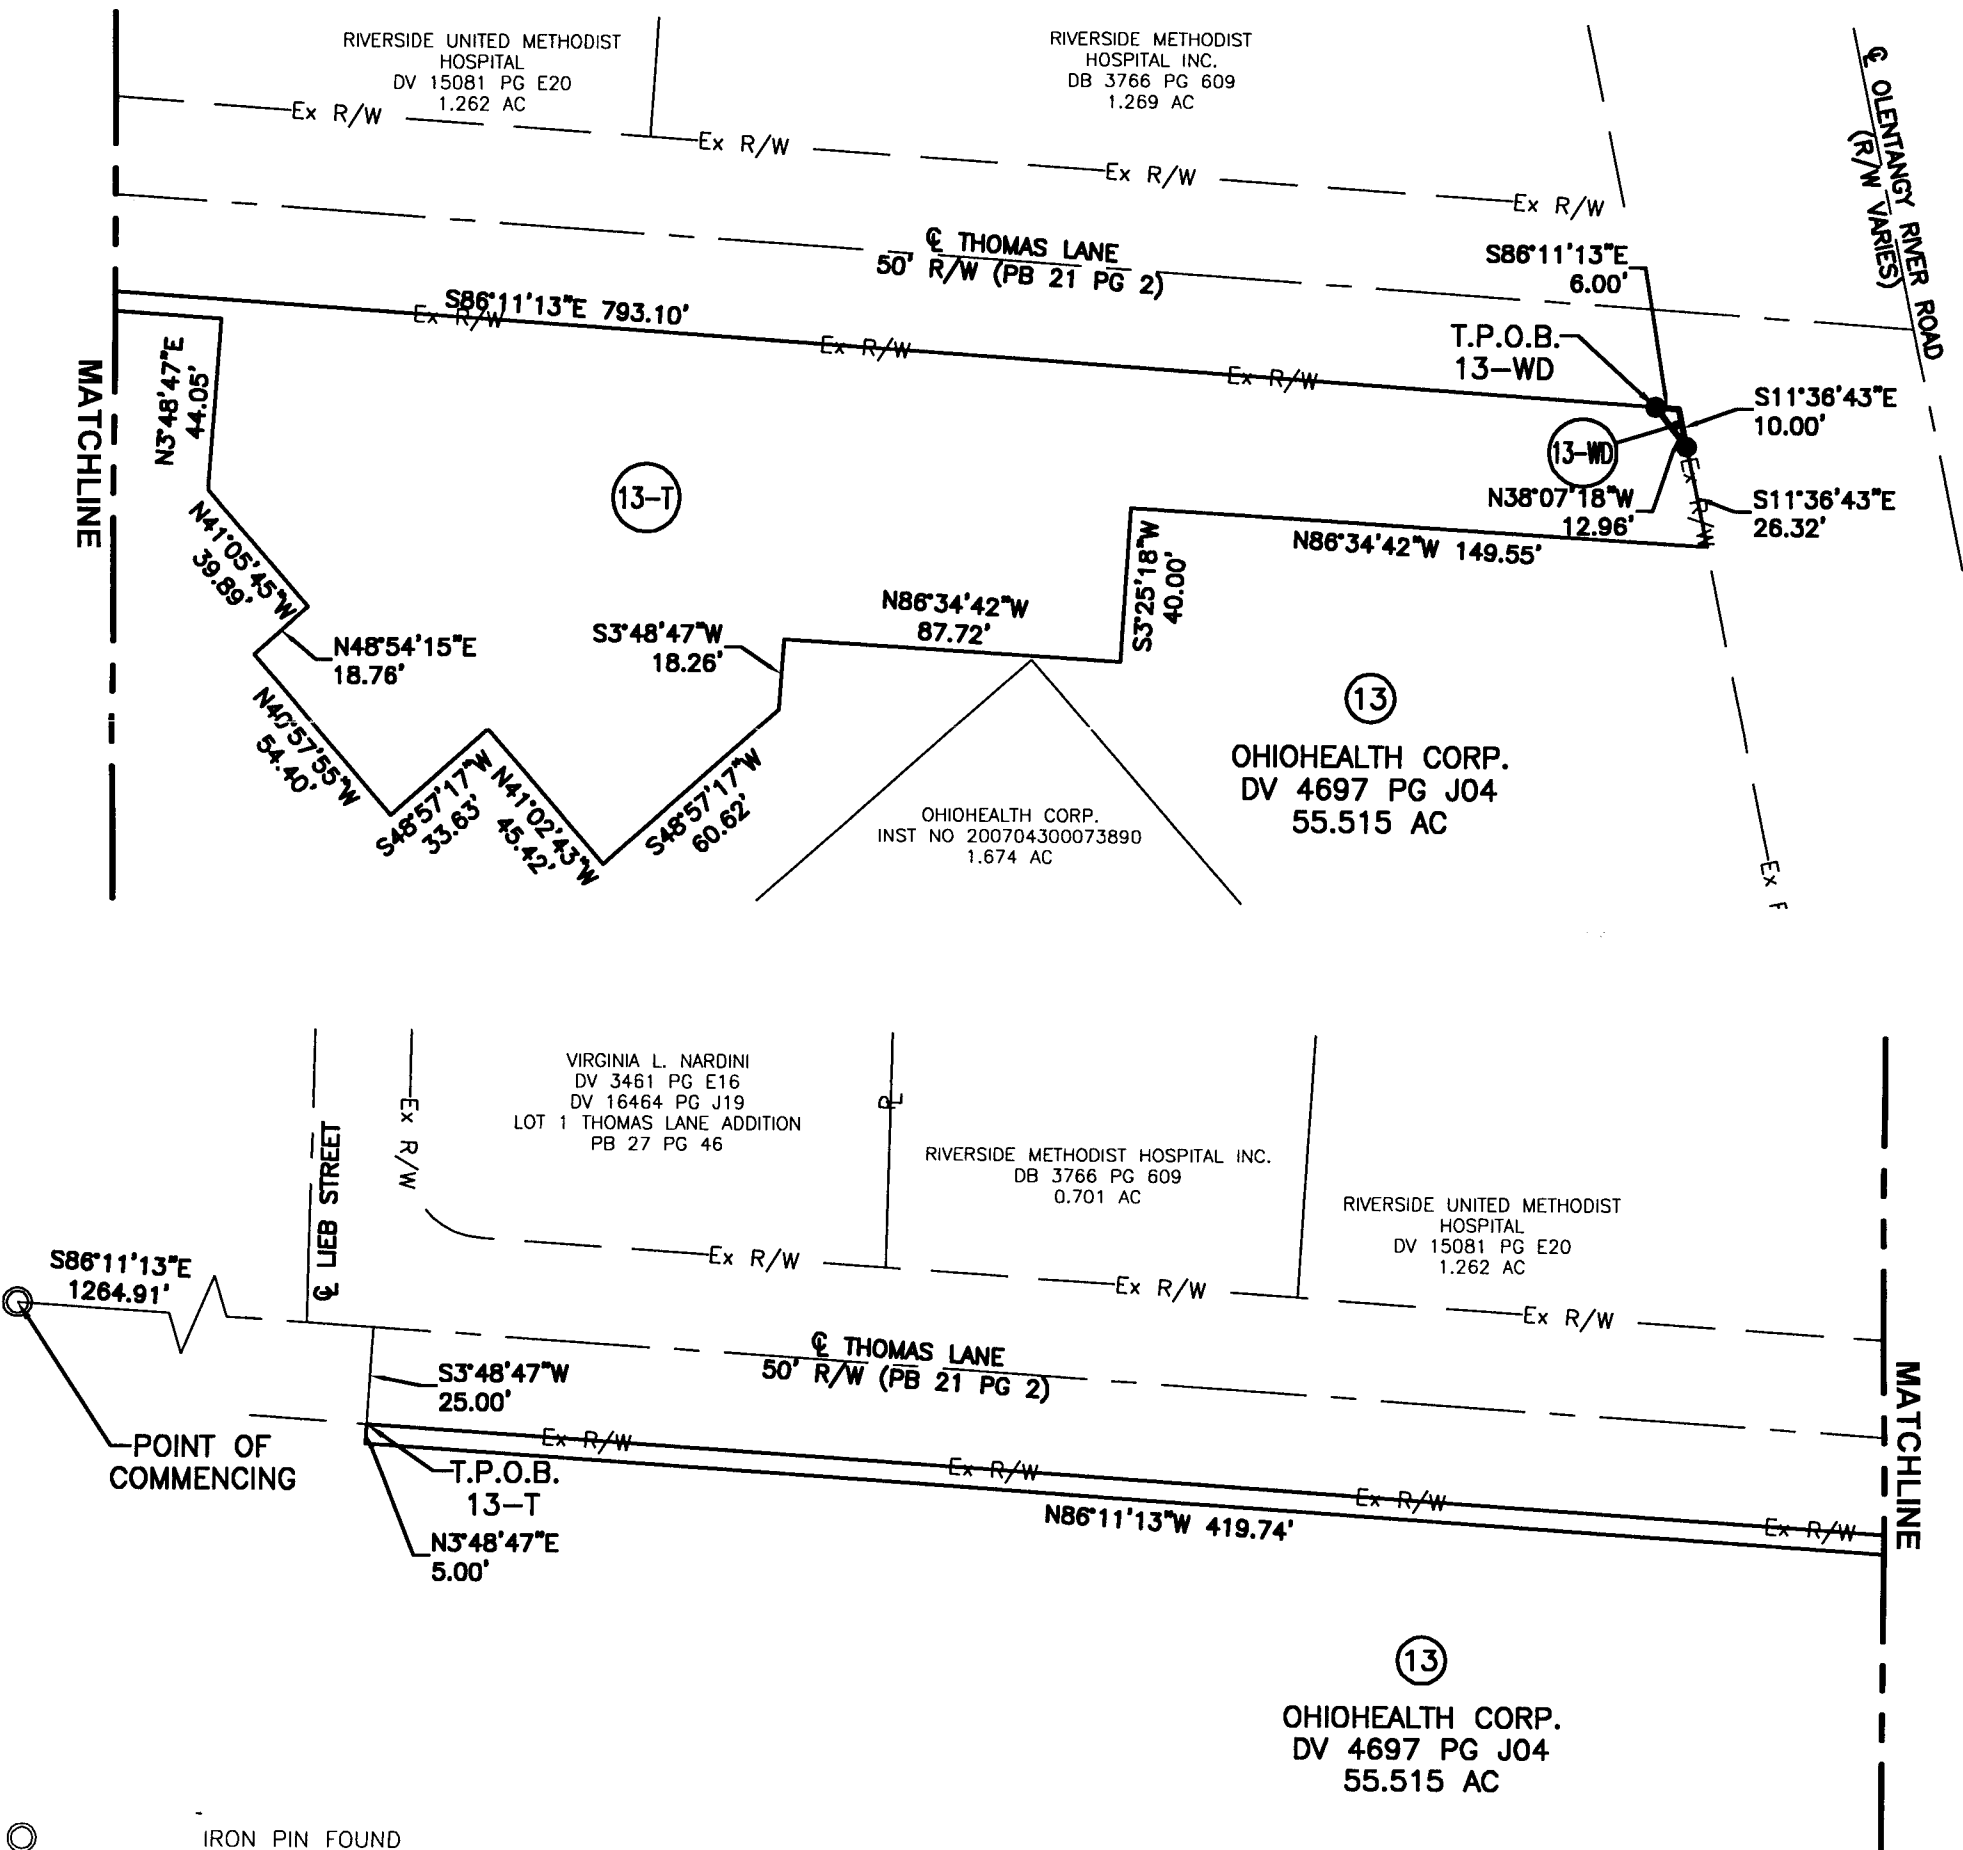 RIVERSIDE UNITED METHODIST
HOSPITAL
DV 15081 PG E20
1.262 AC
RIVERSIDE METHODIST
HOSPITAL INC.
DB 3766 PG 609
1.269 AC
℄ OLENTANGY RIVER ROAD
(R/W VARIES)
Ex R/W
Ex R/W
Ex R/W
Ex R/W
℄ THOMAS LANE
50' R/W (PB 21 PG 2)
S86°11'13"E
6.00'
S86°11'13"E 793.10'
Ex R/W
Ex R/W
Ex R/W
T.P.O.B.
13-WD
MATCHLINE
N3°48'47"E
44.05'
S11°36'43"E
10.00'
13-WD
13-T
Ex R/W
N38°07'18"W
12.96'
S11°36'43"E
26.32'
N41°05'45"W
39.89'
N86°34'42"W 149.55'
S3°25'18"W
40.00'
N86°34'42"W
87.72'
S3°48'47"W
18.26'
N48°54'15"E
18.76'
N40°57'55"W
54.40'
S48°57'17"W
33.63'
N41°02'43"W
45.42'
S48°57'17"W
60.62'
13
OHIOHEALTH CORP.
DV 4697 PG J04
55.515 AC
OHIOHEALTH CORP.
INST NO 200704300073890
1.674 AC
Ex F
VIRGINIA L. NARDINI
DV 3461 PG E16
DV 16464 PG J19
LOT 1 THOMAS LANE ADDITION
PB 27 PG 46
PL
Ex R/W
℄ LIEB STREET
RIVERSIDE METHODIST HOSPITAL INC.
DB 3766 PG 609
0.701 AC
RIVERSIDE UNITED METHODIST
HOSPITAL
DV 15081 PG E20
1.262 AC
S86°11'13"E
1264.91'
Ex R/W
Ex R/W
Ex R/W
℄ THOMAS LANE
50' R/W (PB 21 PG 2)
S3°48'47"W
25.00'
MATCHLINE
POINT OF
COMMENCING
Ex R/W
Ex R/W
Ex R/W
Ex R/W
T.P.O.B.
13-T
N86°11'13"W 419.74'
N3°48'47"E
5.00'
13
OHIOHEALTH CORP.
DV 4697 PG J04
55.515 AC
IRON PIN FOUND